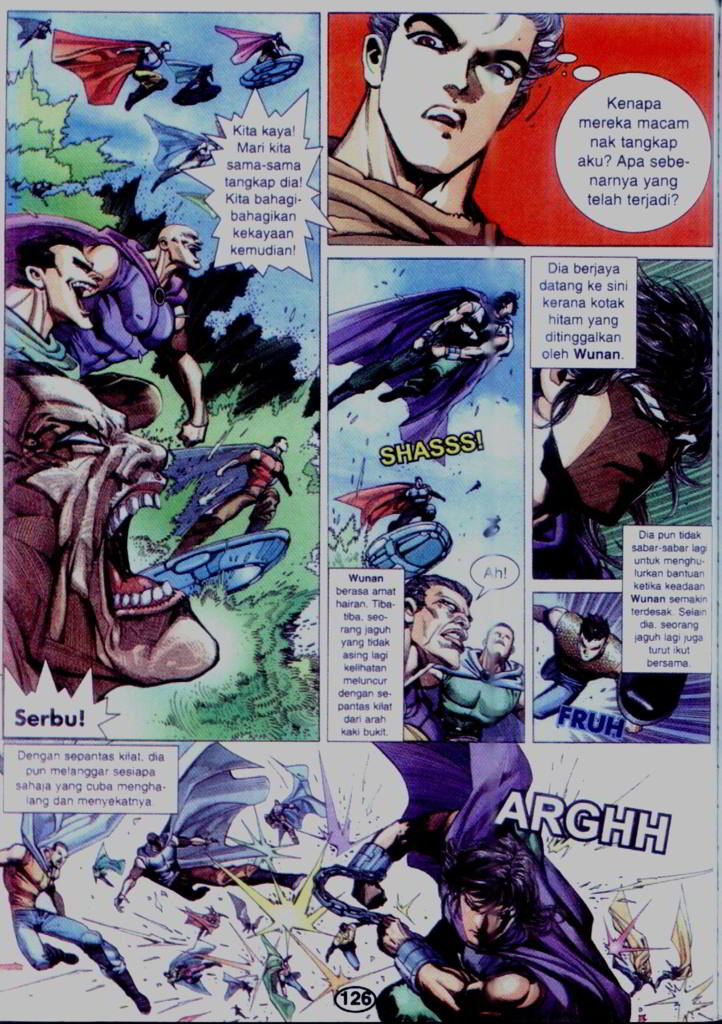 Kita kaya!
Mari kita
sama-sama
tangkap dia!
Kita bahagi-
bahagikan
kekayaan
kemudian!
Serbu!
Kenapa
mereka macam
nak tangkap
aku? Apa sebe-
narnya yang
telah terjadi?
SHASSS!
Wunan
berasa amat
hairan. Tiba-
tiba, seo-
rang jaguh
yang tidak
asing lagi
kelihatan
meluncur
dengan se-
pantas kilat
dari arah
kaki bukit.
Ah!
Dia berjaya
datang ke sini
kerana kotak
hitam yang
ditinggalkan
oleh Wunan.
Dia pun tidak
sabar-sabar lagi
untuk menghu-
lurkan bantuan
ketika keadaan
Wunan semakin
terdesak. Selain
dia, seorang
jaguh lagi juga
turut ikut
bersama.
FRUH
Dengan sepantas kilat, dia
pun melanggar sesiapa
sahaja yang cuba mengha-
lang dan menyekatnya.
ARGHH
126